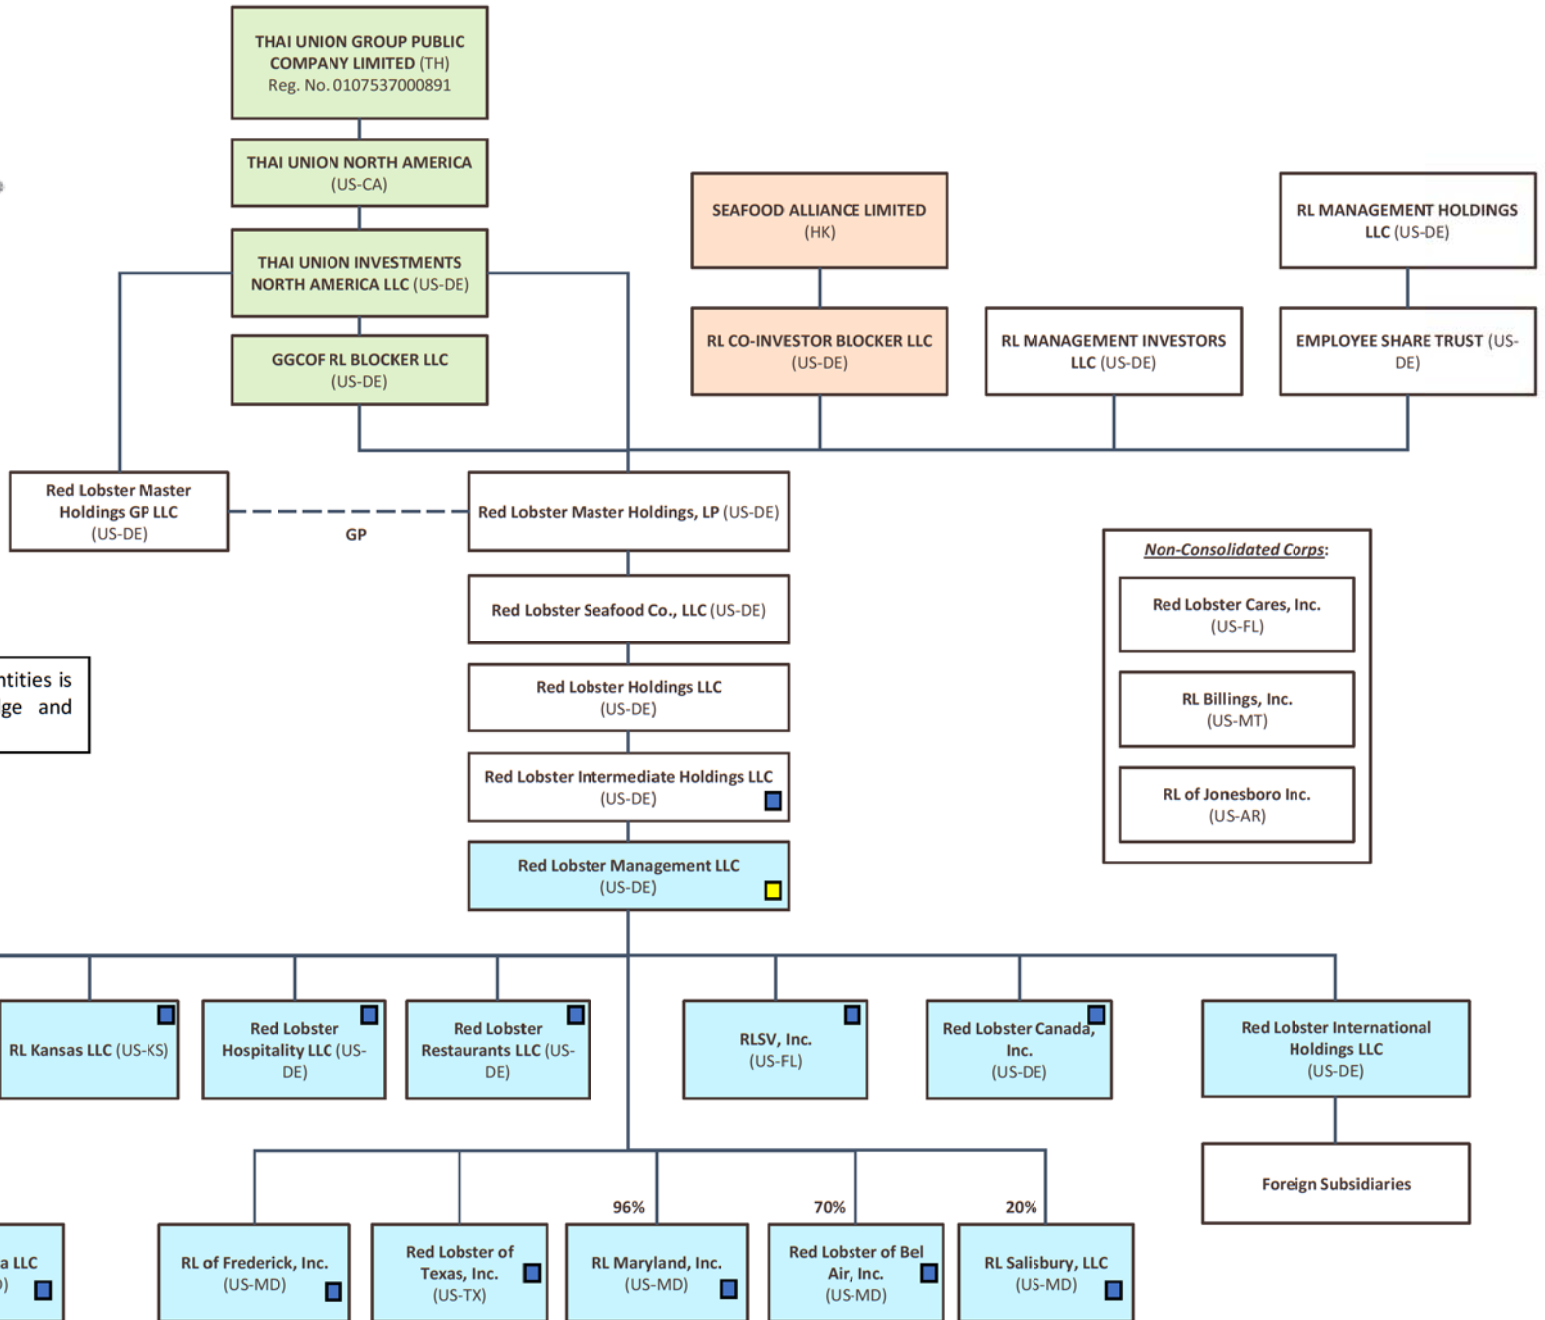 THAI UNION GROUP PUBLIC
COMPANY LIMITED (TH)
Reg. No. 0107537000891
THAI UNION NORTH AMERICA
(US-CA)
THAI UNION INVESTMENTS
NORTH AMERICA LLC (US-DE)
GGCOF RL BLOCKER LLC
(US-DE)
SEAFOOD ALLIANCE LIMITED
(HK)
RL CO-INVESTOR BLOCKER LLC
(US-DE)
RL MANAGEMENT INVESTORS
LLC (US-DE)
RL MANAGEMENT HOLDINGS
LLC (US-DE)
EMPLOYEE SHARE TRUST (US-
DE)
Red Lobster Master
Holdings GP LLC
(US-DE)
GP
Red Lobster Master Holdings, LP (US-DE)
Red Lobster Seafood Co., LLC (US-DE)
Red Lobster Holdings LLC
(US-DE)
Red Lobster Intermediate Holdings LLC
(US-DE)
Red Lobster Management LLC
(US-DE)
Non-Consolidated Corps:
Red Lobster Cares, Inc.
(US-FL)
RL Billings, Inc.
(US-MT)
RL of Jonesboro Inc.
(US-AR)
ntities is
ge and
RL Kansas LLC (US-KS)
Red Lobster
Hospitality LLC (US-
DE)
Red Lobster
Restaurants LLC (US-
DE)
RLSV, Inc.
(US-FL)
Red Lobster Canada,
Inc.
(US-DE)
Red Lobster International
Holdings LLC
(US-DE)
Foreign Subsidiaries
96%
70%
20%
a LLC
)
RL of Frederick, Inc.
(US-MD)
Red Lobster of
Texas, Inc.
(US-TX)
RL Maryland, Inc.
(US-MD)
Red Lobster of Bel
Air, Inc.
(US-MD)
RL Salisbury, LLC
(US-MD)